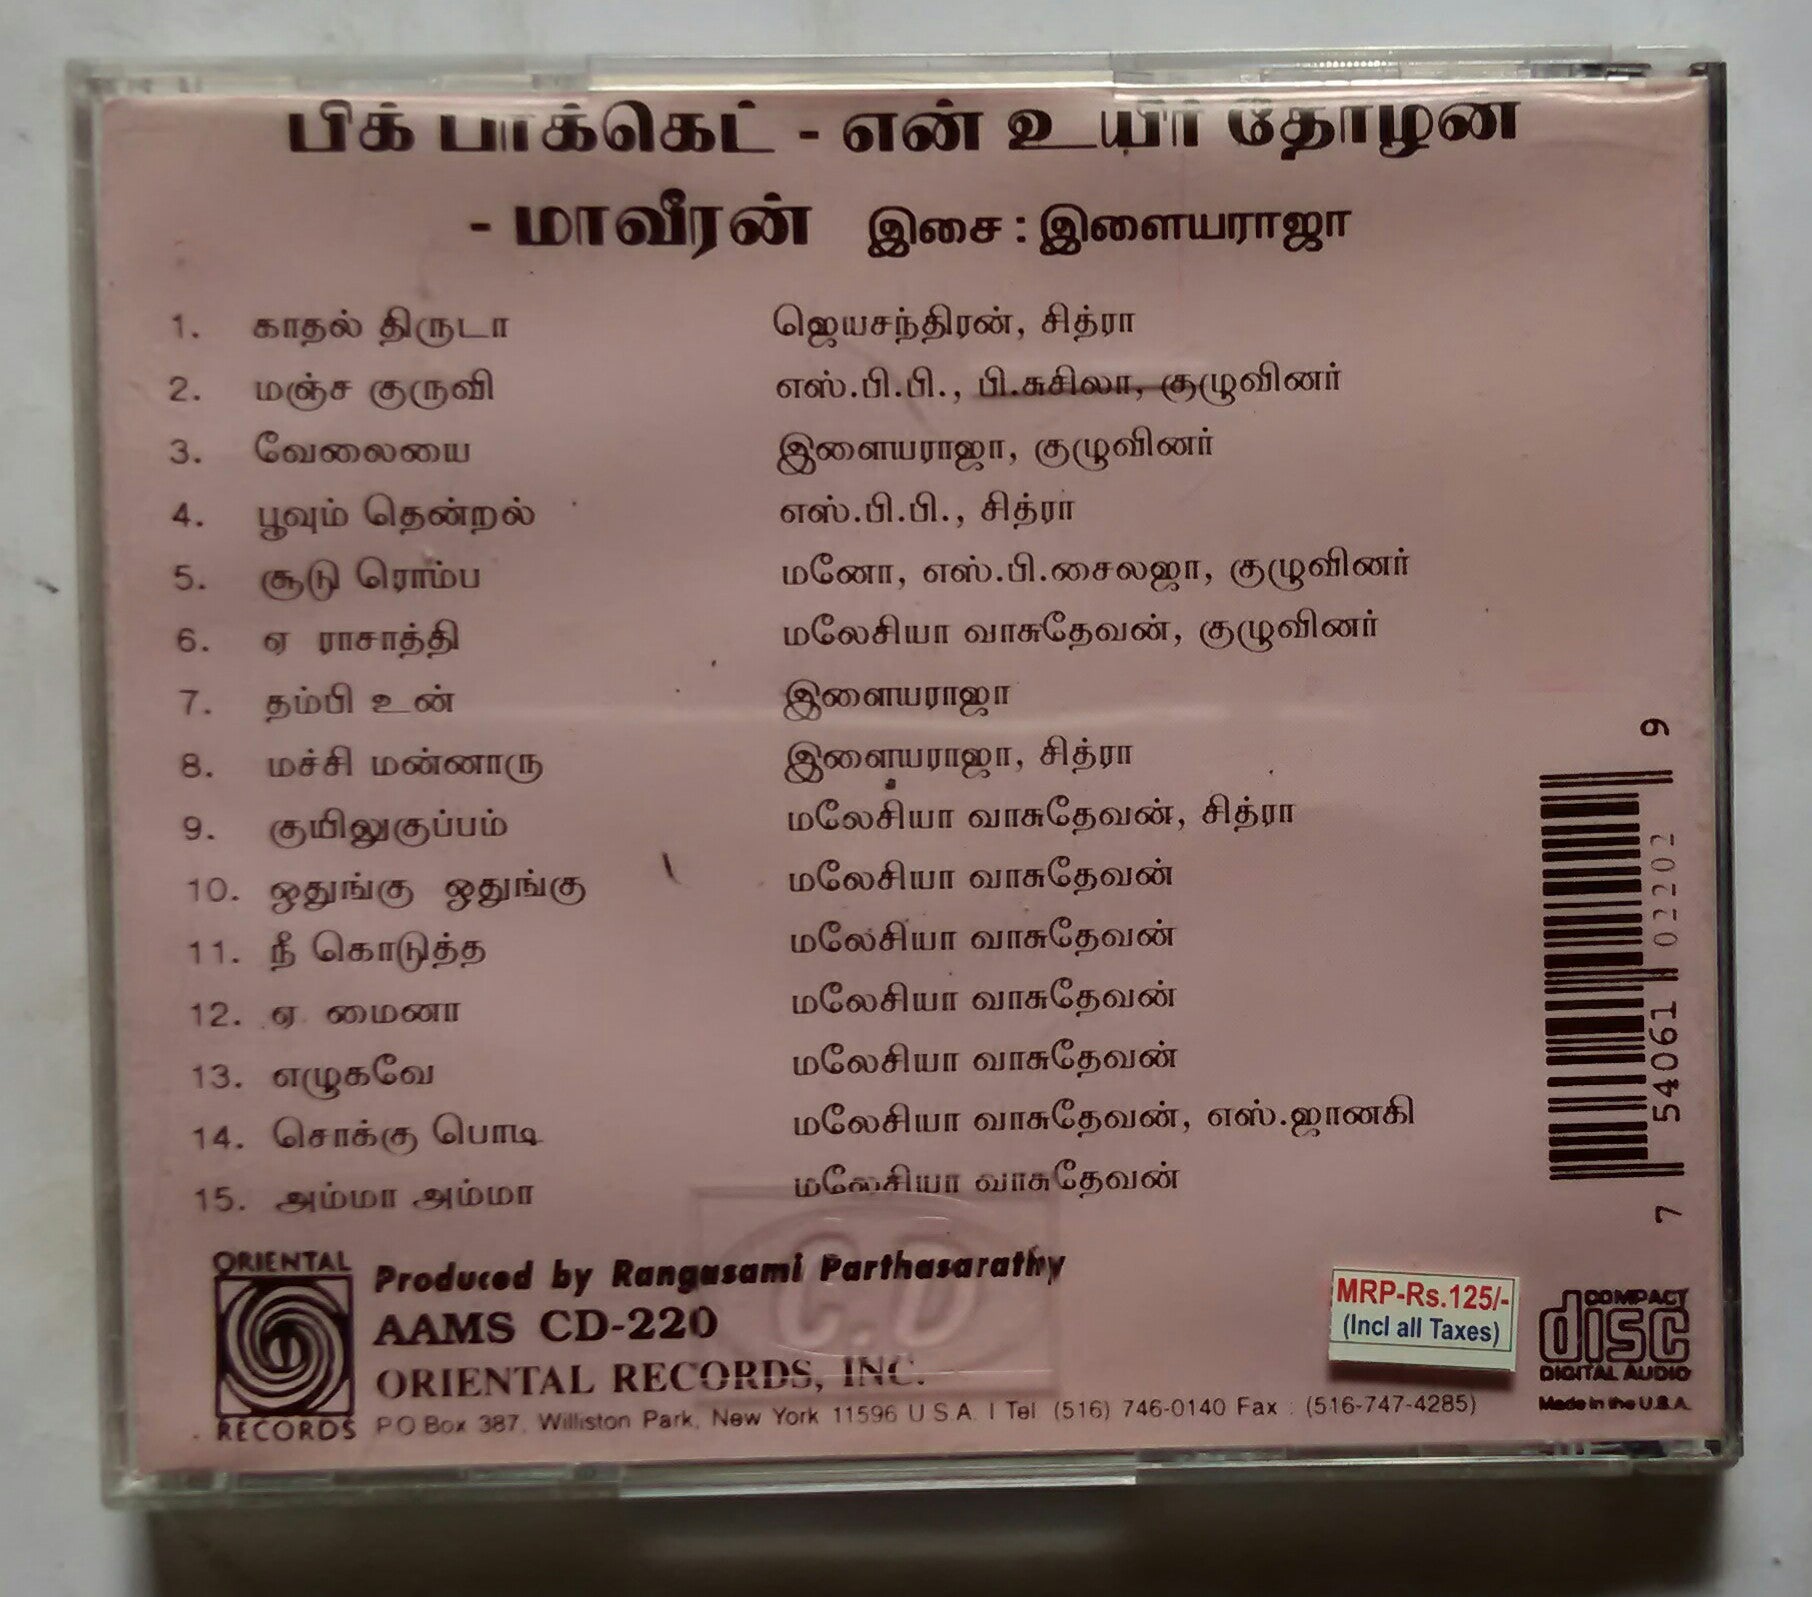 பிக் பாக்கெட் - என் உயிர் தோழன்
- மாவீரன் இசை : இளையராஜா
1. காதல் திருடா ஜெயசந்திரன், சித்ரா
2. மஞ்ச குருவி எஸ்.பி.பி., பி.சுசிலா, குழுவினர்
3. வேலையை இளையராஜா, குழுவினர்
4. பூவும் தென்றல் எஸ்.பி.பி., சித்ரா
5. சூடு ரொம்ப மனோ, எஸ்.பி.சைலஜா, குழுவினர்
6. ஏ ராசாத்தி மலேசியா வாசுதேவன், குழுவினர்
7. தம்பி உன் இளையராஜா
8. மச்சி மன்னாரு இளையராஜா, சித்ரா
9. குயிலுகுப்பம் மலேசியா வாசுதேவன், சித்ரா
10. ஒதுங்கு ஒதுங்கு மலேசியா வாசுதேவன்
11. நீ கொடுத்த மலேசியா வாசுதேவன்
12. ஏ மைனா மலேசியா வாசுதேவன்
13. எழுகவே மலேசியா வாசுதேவன்
14. சொக்கு பொடி மலேசியா வாசுதேவன், எஸ்.ஜானகி
15. அம்மா அம்மா மலேசியா வாசுதேவன்
7 54061 02202 9
ORIENTAL
RECORDS
Produced by Rangasami Parthasarathy
AAMS CD-220
ORIENTAL RECORDS, INC.
P.O.Box 387, Williston Park, New York 11596 U.S.A. | Tel (516) 746-0140 Fax : (516-747-4285)
C.D
MRP-Rs.125/-
(Incl all Taxes)
COMPACT
disc
DIGITAL AUDIO
Made in the U.S.A.